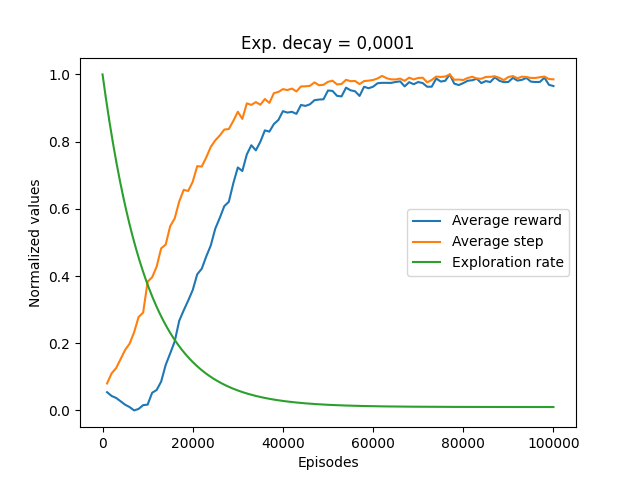 Exp. decay = 0,0001
Normalized values
1.0
0.8
0.6
0.4
0.2
0.0
Average reward
Average step
Exploration rate
0 20000 40000 60000 80000 100000
Episodes